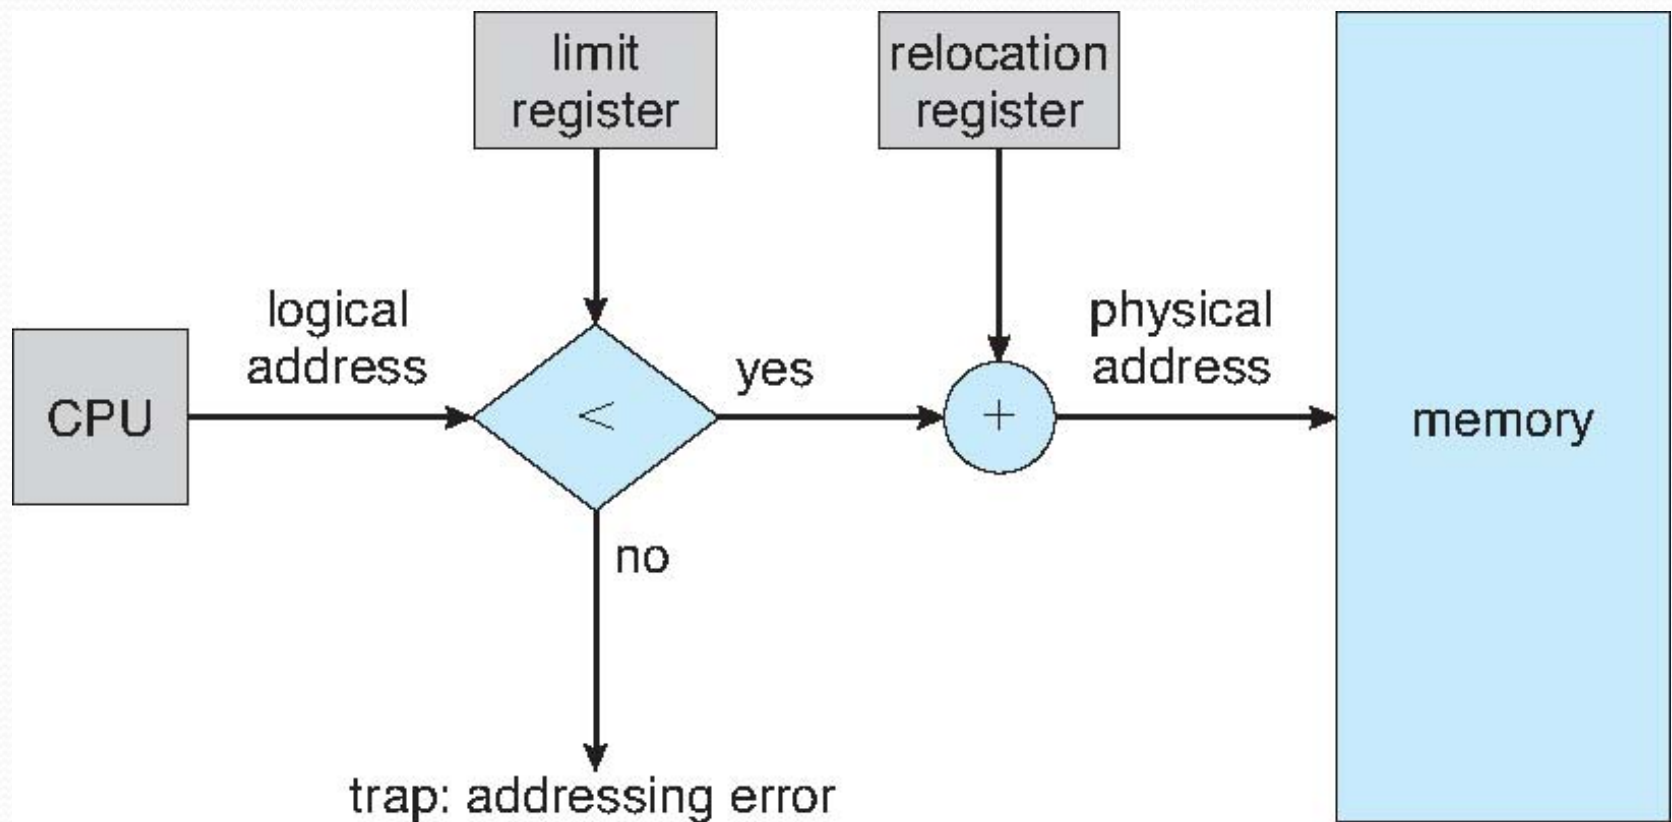 limit
register
relocation
register
logical
address
physical
address
CPU
<
yes
+
memory
no
trap: addressing error